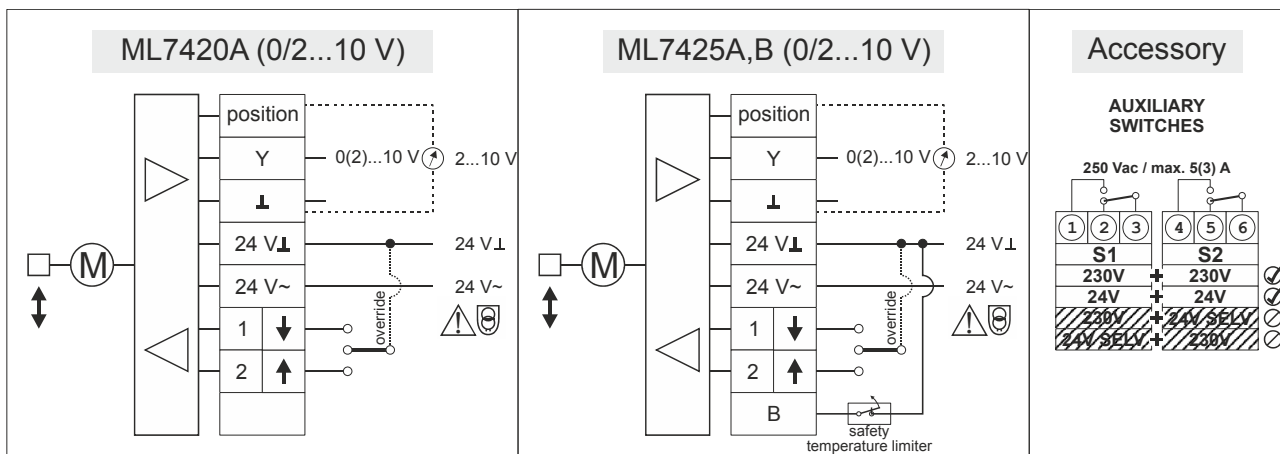 ML7420A (0/2...10 V)
position
Y
0(2)...10 V
2...10 V
⊥
24 V⊥
24 V⊥
24 V~
24 V~
1
2
override
M
ML7425A,B (0/2...10 V)
position
Y
0(2)...10 V
2...10 V
⊥
24 V⊥
24 V⊥
24 V~
24 V~
1
2
override
M
B
safety
temperature limiter
Accessory
AUXILIARY
SWITCHES
250 Vac / max. 5(3) A
1 2 3 4 5 6
S1 S2
230V + 230V
24V + 24V
230V + 24V SELV
24V SELV + 230V